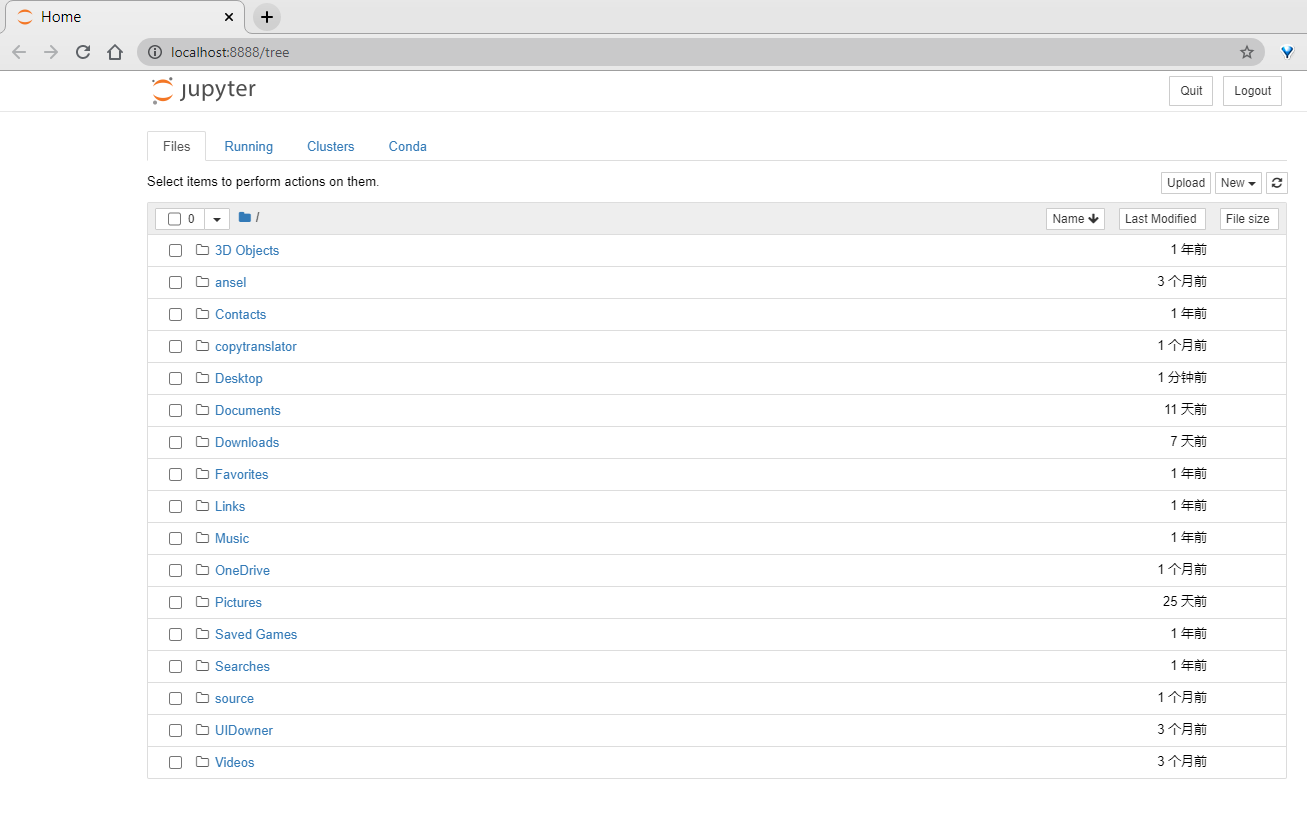 Home
localhost:8888/tree
jupyter Quit Logout
Files Running Clusters Conda
Select items to perform actions on them. Upload New
0 / Name Last Modified File size
3D Objects 1 年前
ansel 3 个月前
Contacts 1 年前
copytranslator 1 个月前
Desktop 1 分钟前
Documents 11 天前
Downloads 7 天前
Favorites 1 年前
Links 1 年前
Music 1 年前
OneDrive 1 个月前
Pictures 25 天前
Saved Games 1 年前
Searches 1 年前
source 1 个月前
UIDowner 3 个月前
Videos 3 个月前